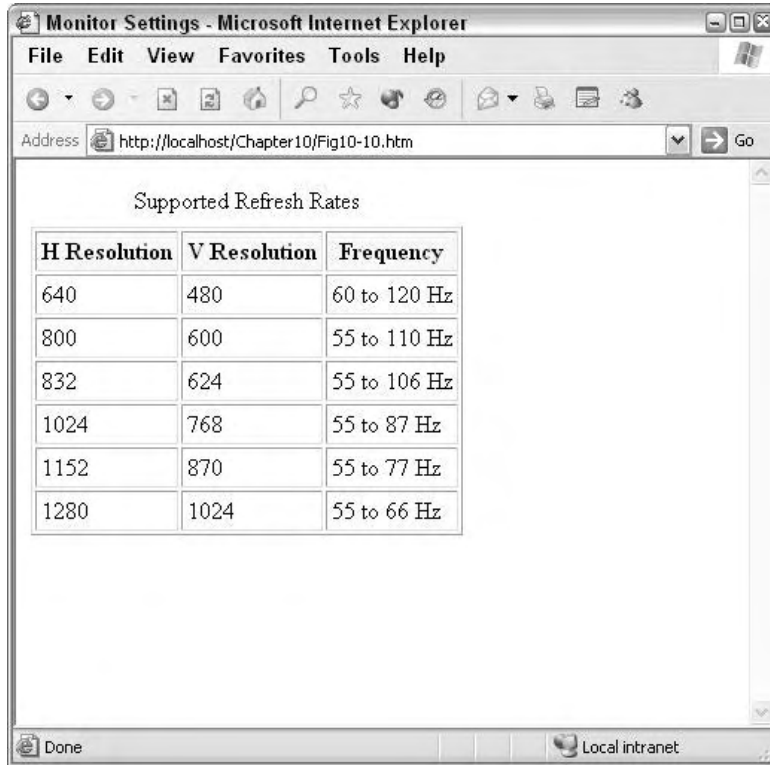 Monitor Settings - Microsoft Internet Explorer
File Edit View Favorites Tools Help
Address http://localhost/Chapter10/Fig10-10.htm Go
Supported Refresh Rates
H Resolution V Resolution Frequency
640 480 60 to 120 Hz
800 600 55 to 110 Hz
832 624 55 to 106 Hz
1024 768 55 to 87 Hz
1152 870 55 to 77 Hz
1280 1024 55 to 66 Hz
Done Local intranet